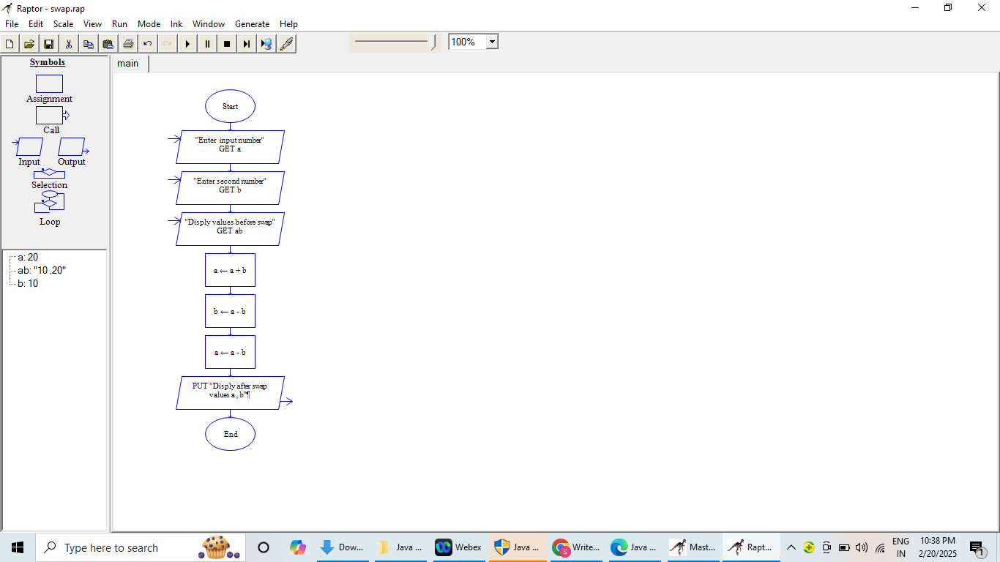 Raptor - swap.rap
File Edit Scale View Run Mode Ink Window Generate Help
100%
Symbols
Assignment
Call
Input Output
Selection
Loop
a: 20
ab: "10 ,20"
b: 10
main
Start
"Enter input number"
GET a
"Enter second number"
GET b
"Disply values before swap"
GET ab
a ← a + b
b ← a - b
a ← a - b
PUT "Disply after swap
values a , b"¶
End
Type here to search
Dow...
Java ...
Webex
Java ...
Write...
Java ...
Mast...
Rapt...
ENG
IN
10:38 PM
2/20/2025
1
S